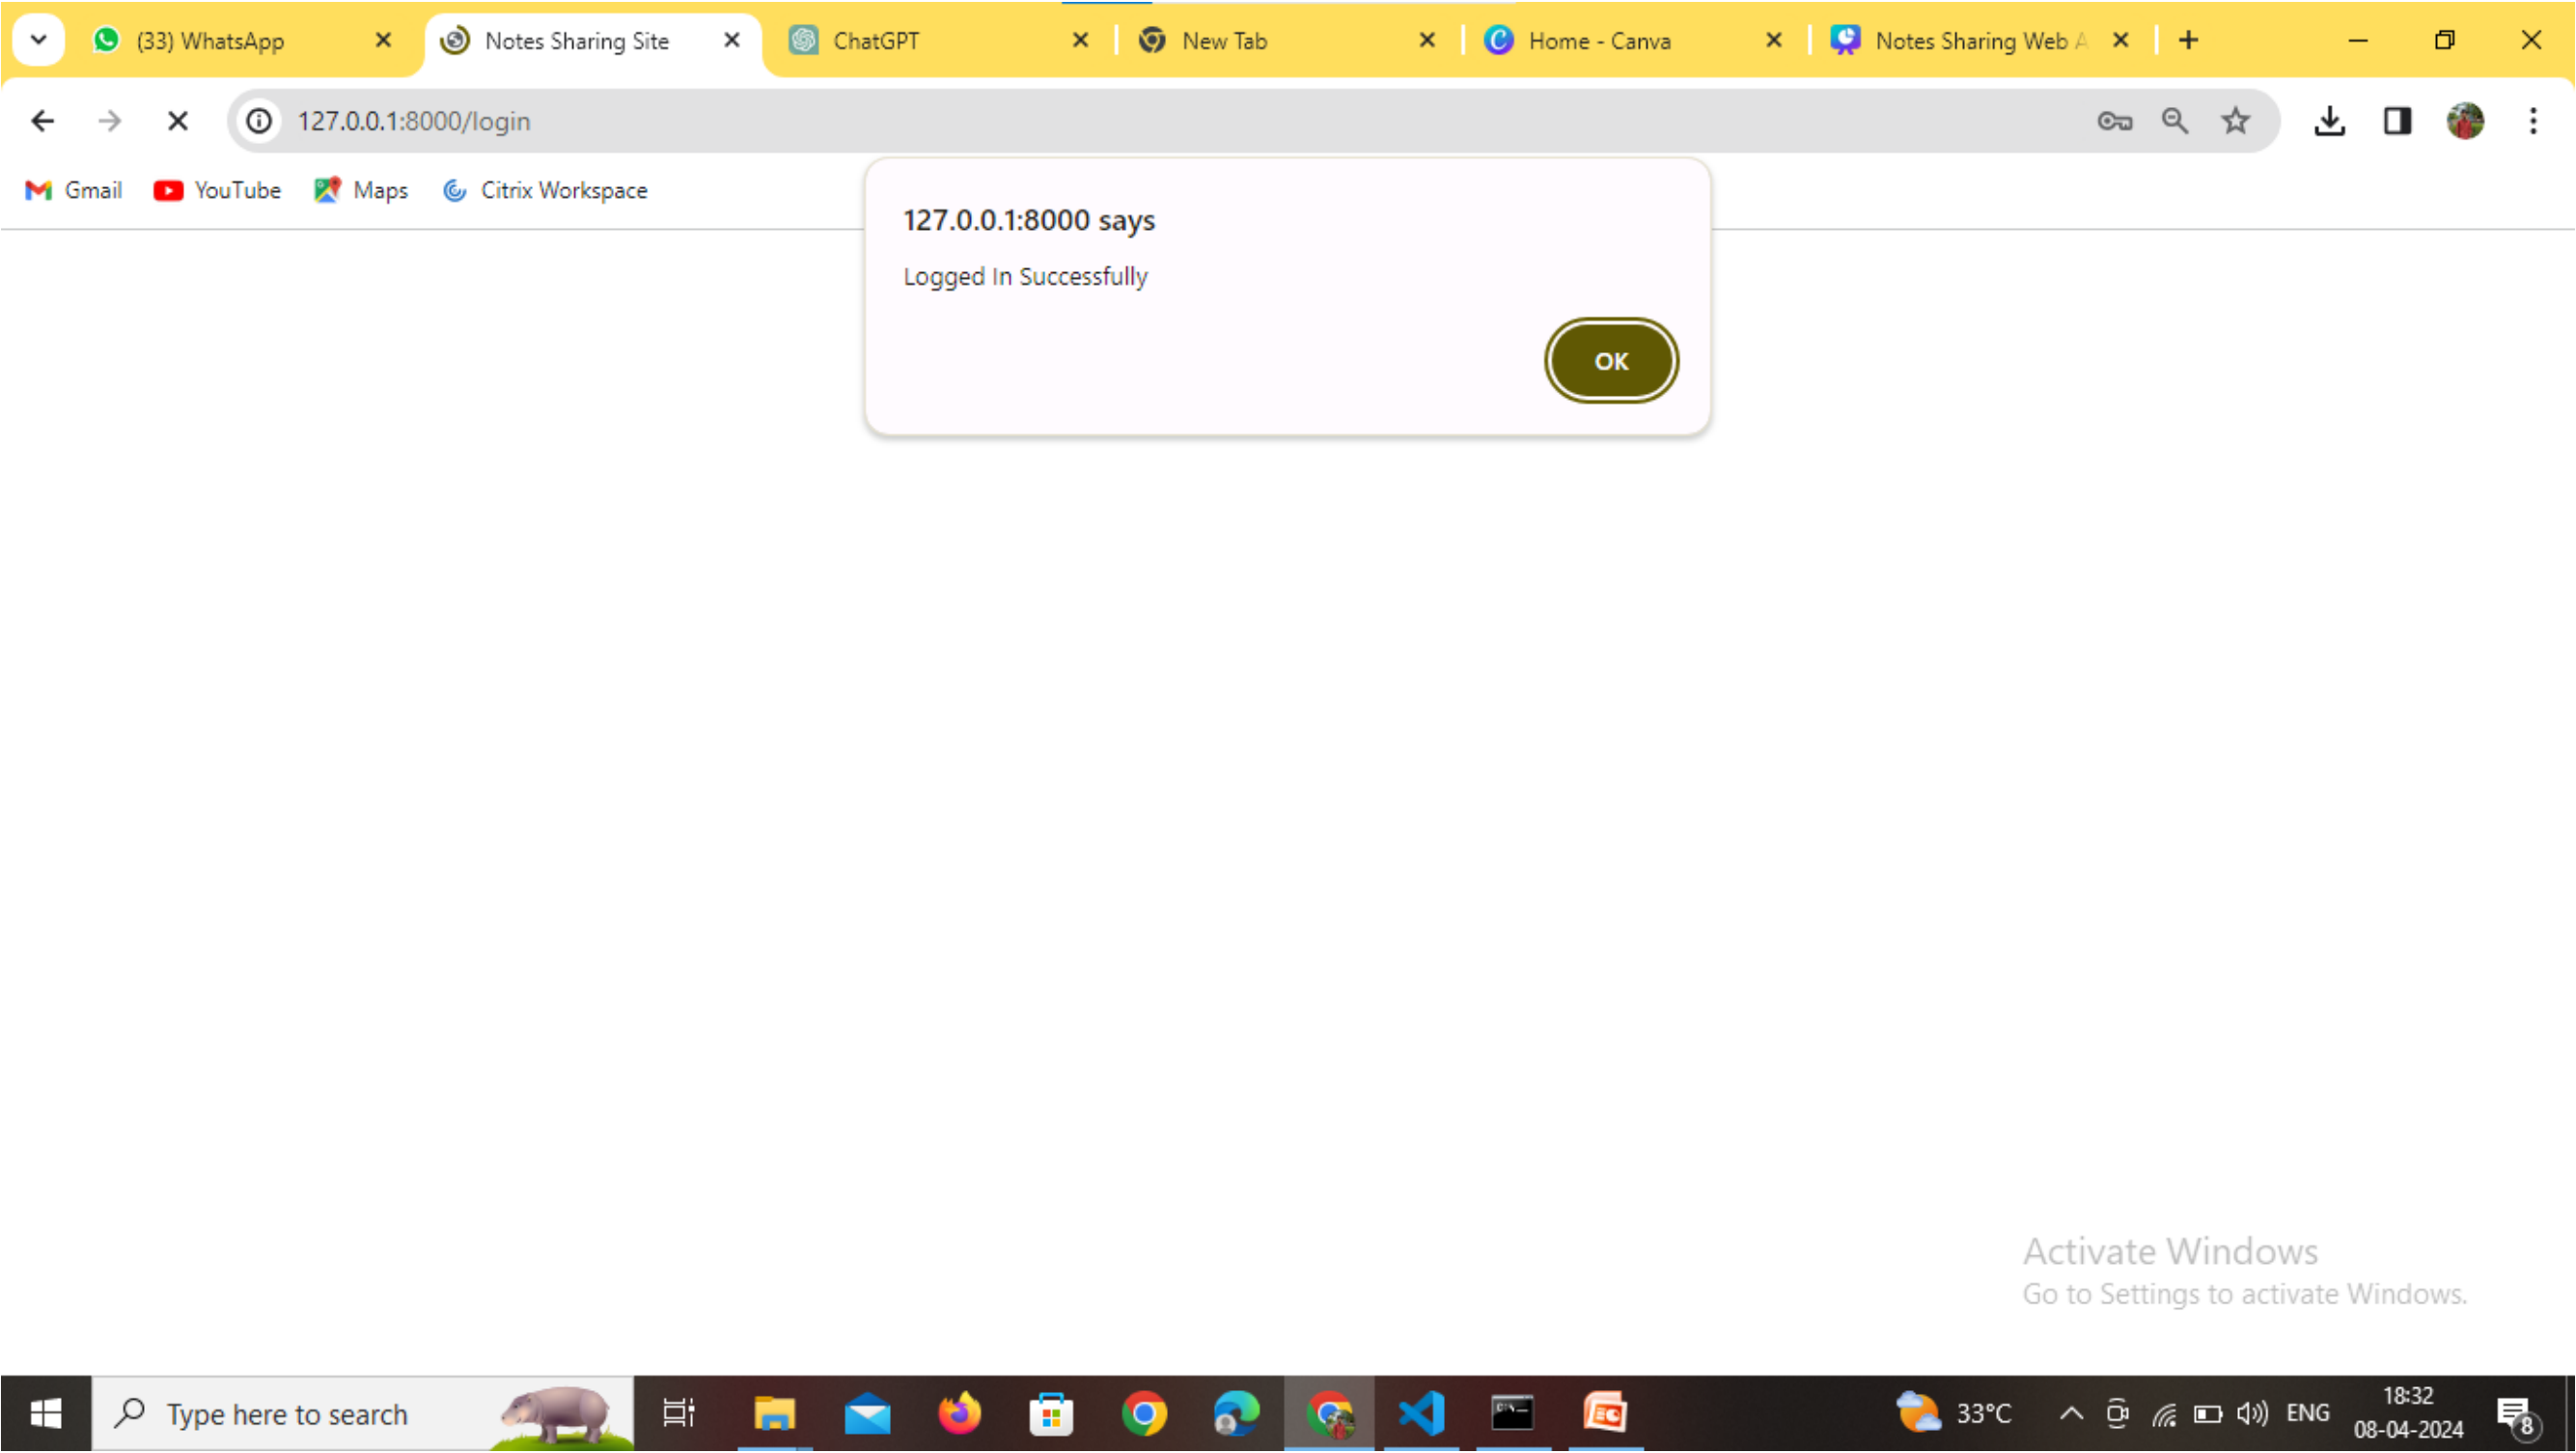 (33) WhatsApp
Notes Sharing Site
ChatGPT
New Tab
Home - Canva
Notes Sharing Web A
127.0.0.1:8000/login
Gmail
YouTube
Maps
Citrix Workspace
127.0.0.1:8000 says
Logged In Successfully
OK
Activate Windows
Go to Settings to activate Windows.
Type here to search
33°C
ENG
18:32
08-04-2024
8